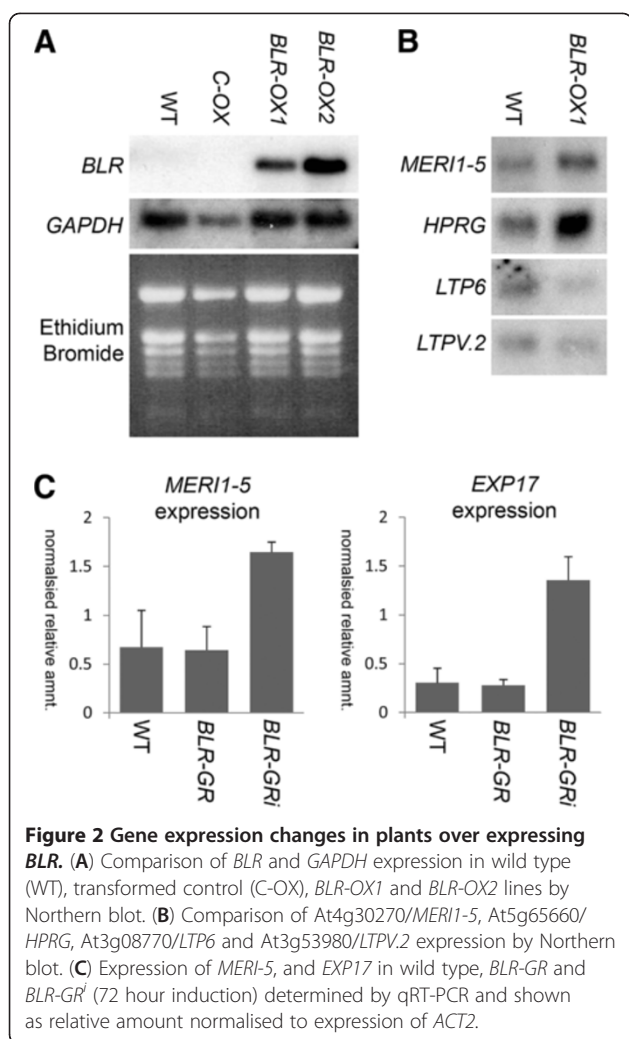 A
WT
C-OX
BLR-OX1
BLR-OX2
BLR
GAPDH
Ethidium
Bromide
B
WT
BLR-OX1
MERI1-5
HPRG
LTP6
LTPV.2
C
MERI1-5
expression
normalsied relative amnt.
2
1.5
1
0.5
0
WT
BLR-GR
BLR-GRi
EXP17
expression
normalsied relative amnt.
2
1.5
1
0.5
0
WT
BLR-GR
BLR-GRi
Figure 2 Gene expression changes in plants over expressing
BLR. (A) Comparison of BLR and GAPDH expression in wild type
(WT), transformed control (C-OX), BLR-OX1 and BLR-OX2 lines by
Northern blot. (B) Comparison of At4g30270/MERI1-5, At5g65660/
HPRG, At3g08770/LTP6 and At3g53980/LTPV.2 expression by Northern
blot. (C) Expression of MERI-5, and EXP17 in wild type, BLR-GR and
BLR-GRⁱ (72 hour induction) determined by qRT-PCR and shown
as relative amount normalised to expression of ACT2.